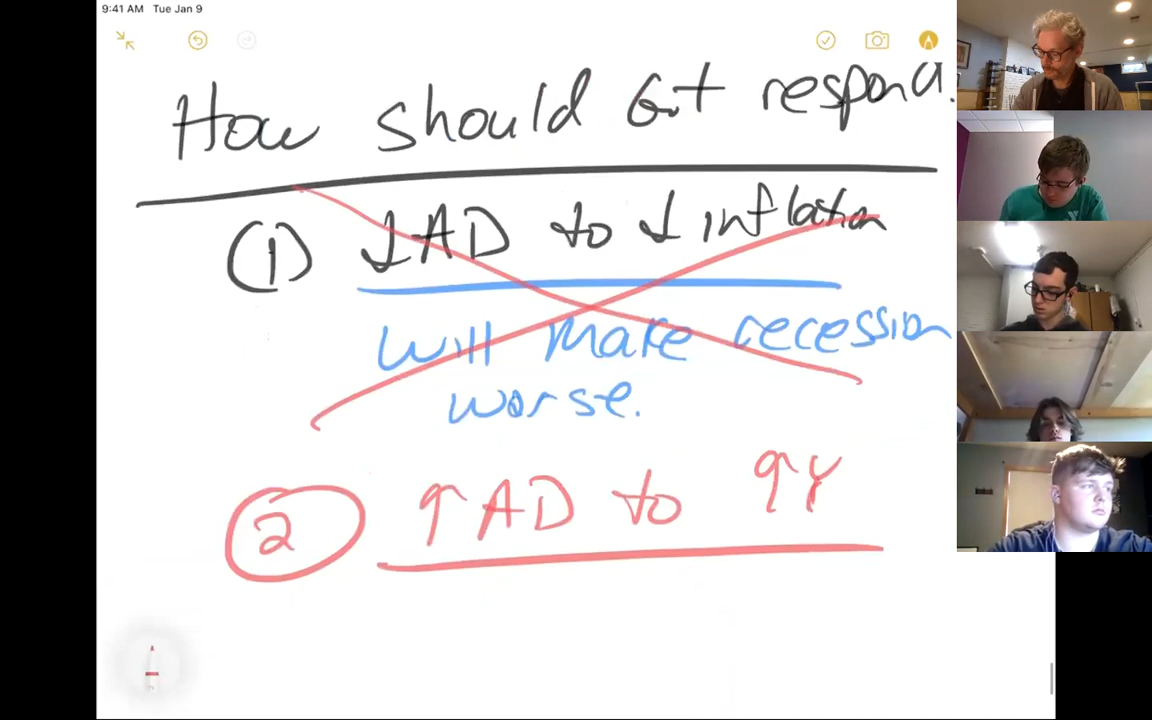 9:41 AM Tue Jan 9
How should Gvt respond.
(1) ↓AD to ↓ inflation
will make recession
worse.
2 ↑AD to ↑Y